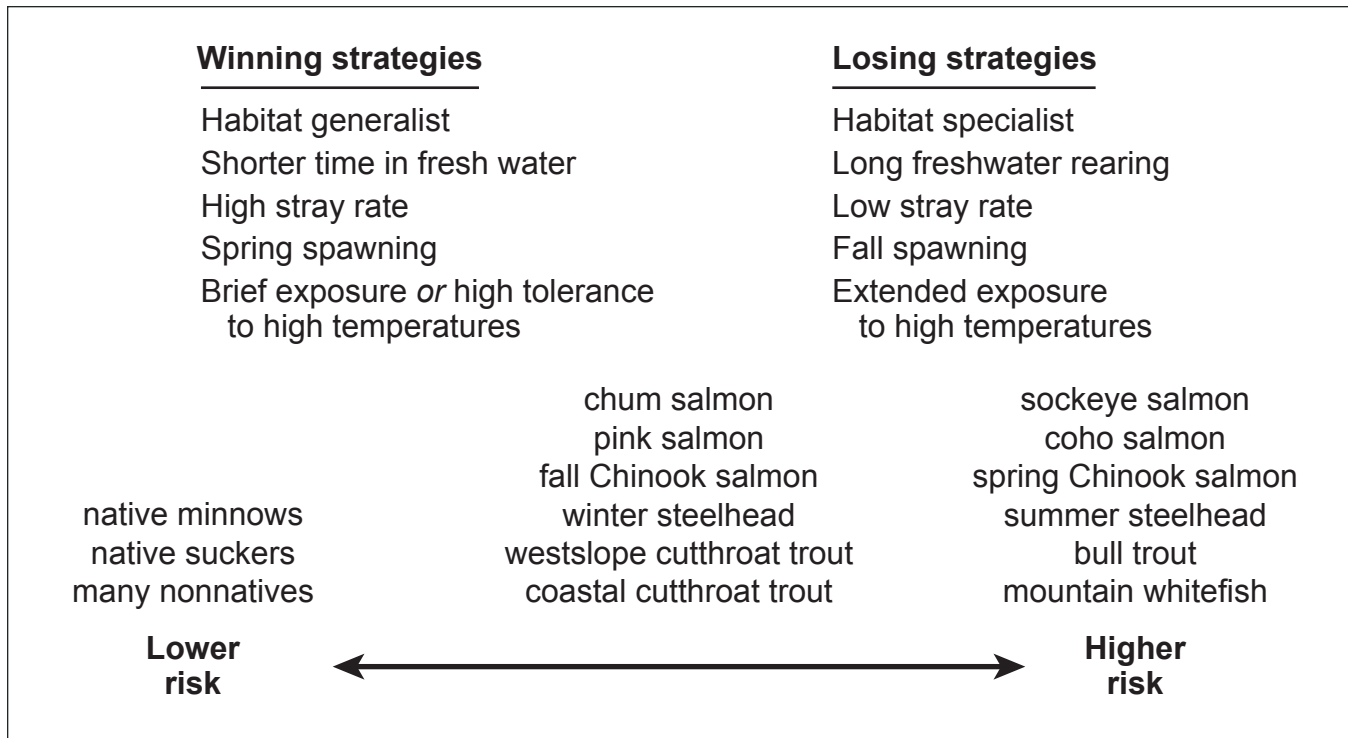 Winning strategies
Habitat generalist
Shorter time in fresh water
High stray rate
Spring spawning
Brief exposure or high tolerance
to high temperatures
Losing strategies
Habitat specialist
Long freshwater rearing
Low stray rate
Fall spawning
Extended exposure
to high temperatures
native minnows
native suckers
many nonnatives
chum salmon
pink salmon
fall Chinook salmon
winter steelhead
westslope cutthroat trout
coastal cutthroat trout
sockeye salmon
coho salmon
spring Chinook salmon
summer steelhead
bull trout
mountain whitefish
Lower
risk
Higher
risk